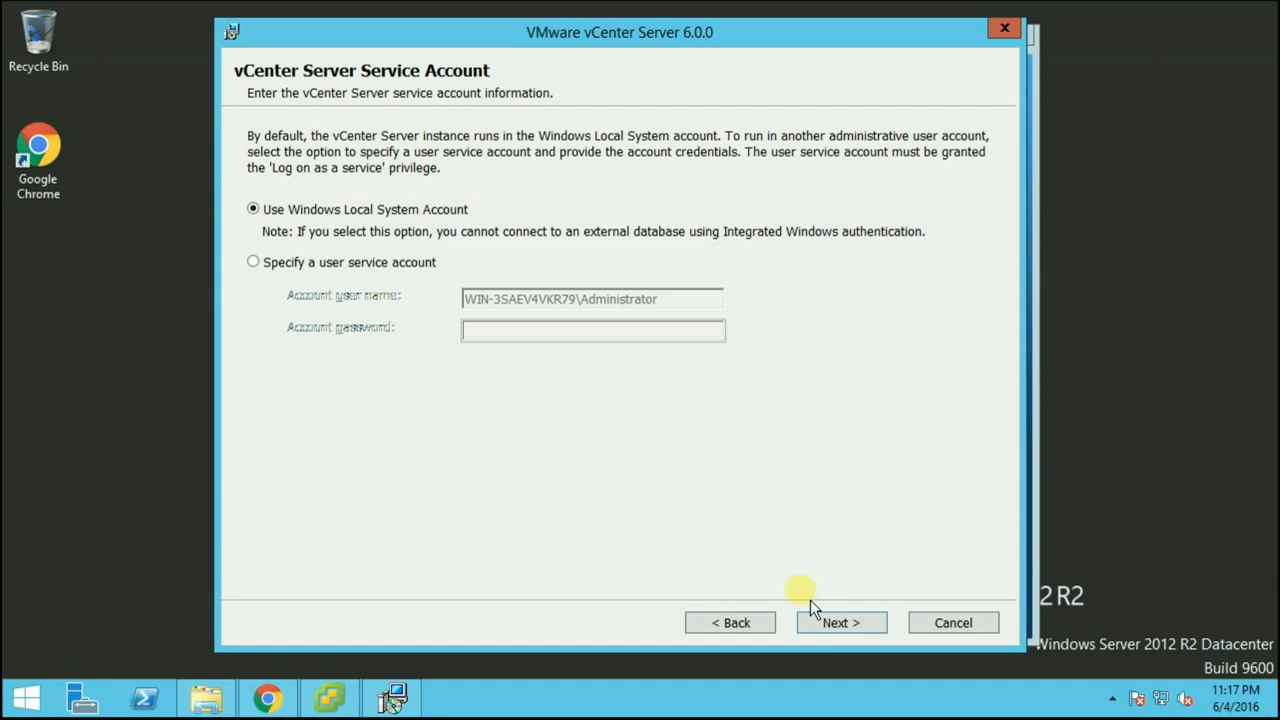 Recycle Bin
Google
Chrome
VMware vCenter Server 6.0.0
vCenter Server Service Account
Enter the vCenter Server service account information.
By default, the vCenter Server instance runs in the Windows Local System account. To run in another administrative user account,
select the option to specify a user service account and provide the account credentials. The user service account must be granted
the 'Log on as a service' privilege.
Use Windows Local System Account
Note: If you select this option, you cannot connect to an external database using Integrated Windows authentication.
Specify a user service account
Account user name:
WIN-3SAEV4VKR79\Administrator
Account password:
< Back
Next >
Cancel
2 R2
Windows Server 2012 R2 Datacenter
Build 9600
11:17 PM
6/4/2016